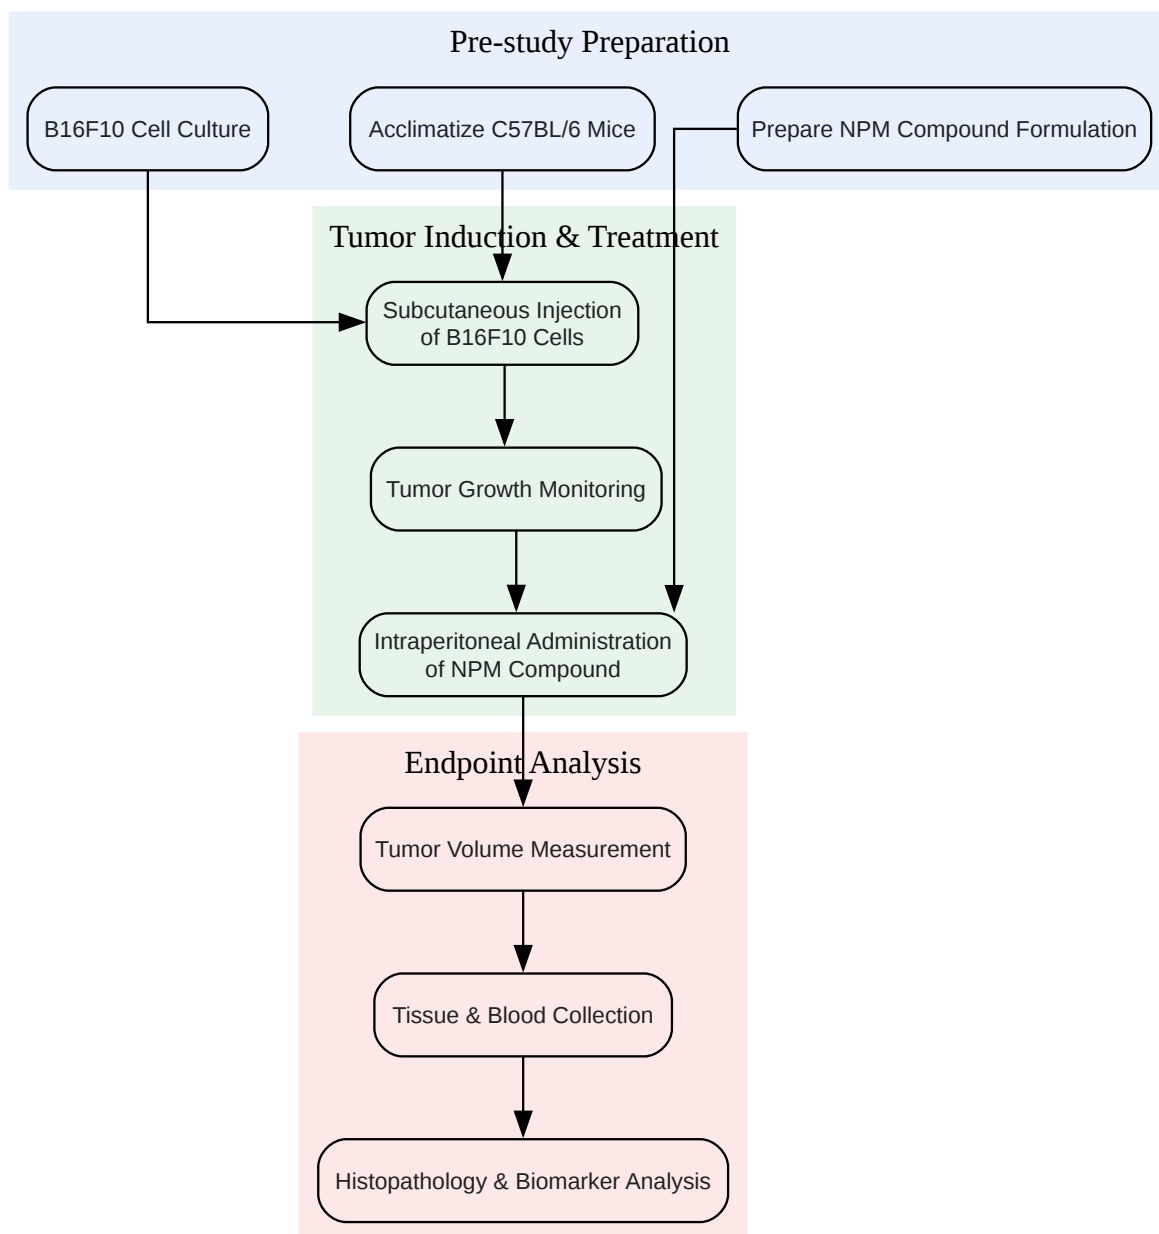 Pre-study Preparation
B16F10 Cell Culture
Acclimatize C57BL/6 Mice
Prepare NPM Compound Formulation
Tumor Induction & Treatment
Subcutaneous Injection
of B16F10 Cells
Tumor Growth Monitoring
Intraperitoneal Administration
of NPM Compound
Endpoint Analysis
Tumor Volume Measurement
Tissue & Blood Collection
Histopathology & Biomarker Analysis